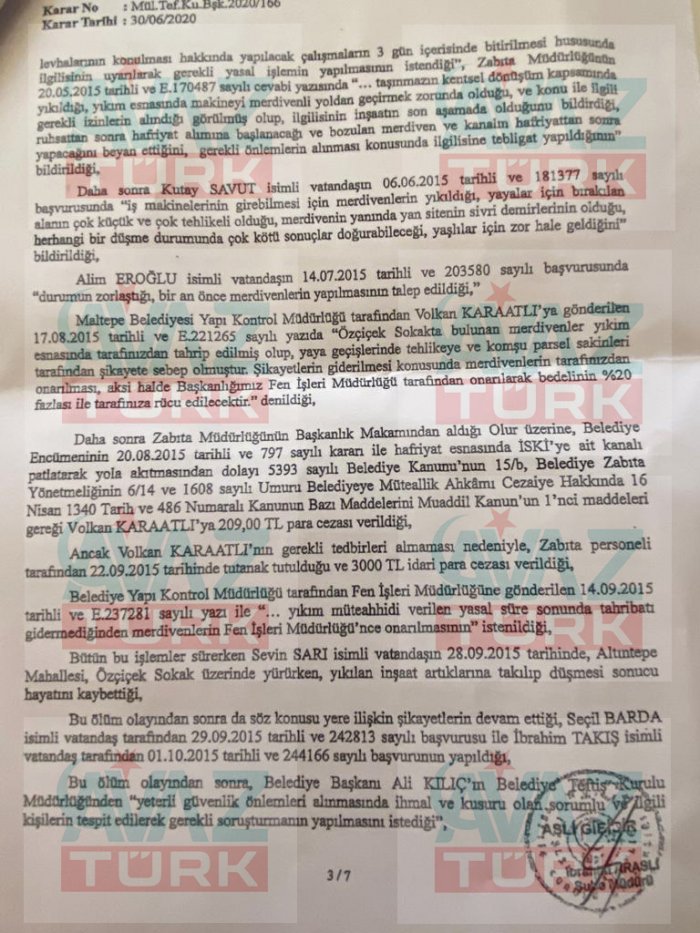 Karar No : Mül.Tef.Ku.Bşk.2020/166
Karar Tarihi : 30/06/2020
levhalarının konulması hakkında yapılacak çalışmaların 3 gün içerisinde bitirilmesi hususunda
ilgilisinin uyarılarak gerekli yasal işlemin yapılmasının istendiği”, Zabıta Müdürlüğünün
20.05.2015 tarihli ve E.170487 sayılı cevabi yazısında “… taşınmazın kentsel dönüşüm kapsamında
yıkıldığı, yıkım esnasında makineyi merdivenli yoldan geçirmek zorunda olduğu, ve konu ile ilgili
gerekli izinlerin alındığı görülmüş olup, ilgilisinin inşaatın son aşamada olduğunu bildirdiği,
ruhsattan sonra hafriyat alımına başlanacağı ve bozulan merdiven ve kanalın hafriyattan sonra
yapacağını beyan ettiğini, gerekli önlemlerin alınması konusunda ilgilisine tebligat yapıldığının”
bildirildiği,
Daha sonra Kutay SAVUT isimli vatandaşın 06.06.2015 tarihli ve 181377 sayılı
başvurusunda “iş makinelerinin girebilmesi için merdivenlerin yıkıldığı, yayalar için bırakılan
alanın çok küçük ve çok tehlikeli olduğu, merdivenin yanında yan sitenin sivri demirlerinin olduğu,
herhangi bir düşme durumunda çok kötü sonuçlar doğurabileceği, yaşlılar için zor hale geldiğini”
bildirildiği,
Alim EROĞLU isimli vatandaşın 14.07.2015 tarihli ve 203580 sayılı başvurusunda
“durumun zorlaştığı, bir an önce merdivenlerin yapılmasının talep edildiği,”
Maltepe Belediyesi Yapı Kontrol Müdürlüğü tarafından Volkan KARAATLI’ya gönderilen
17.08.2015 tarihli ve E.221265 sayılı yazıda “Özçiçek Sokakta bulunan merdivenler yıkım
esnasında tarafınızdan tahrip edilmiş olup, yaya geçişlerinde tehlikeye ve komşu parsel sakinleri
tarafından şikayete sebep olmuştur. Şikayetlerin giderilmesi konusunda merdivenlerin tarafınızdan
onarılması, aksi halde Başkanlığımız Fen İşleri Müdürlüğü tarafından onarılarak bedelinin %20
fazlası ile tarafınıza rücu edilecektir.” denildiği,
Daha sonra Zabıta Müdürlüğünün Başkanlık Makamından aldığı Olur üzerine, Belediye
Encümeninin 20.08.2015 tarihli ve 797 sayılı kararı ile hafriyat esnasında İSKİ’ye ait kanalı
patlatarak yola akıtmasından dolayı 5393 sayılı Belediye Kanunu’nun 15/b, Belediye Zabıta
Yönetmeliğinin 6/14 ve 1608 sayılı Umuru Belediyeye Müteallik Ahkâmı Cezaiye Hakkında 16
Nisan 1340 Tarih ve 486 Numaralı Kanunun Bazı Maddelerini Muaddil Kanun’un 1’nci maddeleri
gereği Volkan KARAATLI’ya 209,00 TL para cezası verildiği,
Ancak Volkan KARAATLI’nın gerekli tedbirleri almaması nedeniyle, Zabıta personeli
tarafından 22.09.2015 tarihinde tutanak tutulduğu ve 3000 TL idari para cezası verildiği,
Belediye Yapı Kontrol Müdürlüğü tarafından Fen İşleri Müdürlüğüne gönderilen 14.09.2015
tarihli ve E.237281 sayılı yazı ile “… yıkım müteahhidi verilen yasal süre sonunda tahribatı
gidermediğinden merdivenlerin Fen İşleri Müdürlüğü’nce onarılmasının” istenildiği,
Bütün bu işlemler sürerken Sevin SARI isimli vatandaşın 28.09.2015 tarihinde, Altıntepe
Mahallesi, Özçiçek Sokak üzerinde yürürken, yıkılan inşaat artıklarına takılıp düşmesi sonucu
hayatını kaybettiği,
Bu ölüm olayından sonra da söz konusu yere ilişkin şikayetlerin devam ettiği, Seçil BARDA
isimli vatandaş tarafından 29.09.2015 tarihli ve 242813 sayılı başvurusu ile İbrahim TAKIŞ isimli
vatandaş tarafından 01.10.2015 tarihli ve 244166 sayılı başvurunun yapıldığı,
Bu ölüm olayından sonra, Belediye Başkanı Ali KILIÇ’ın Belediye Teftiş Kurulu
Müdürlüğünden “yeterli güvenlik önlemleri alınmasında ihmal ve kusuru olan sorumlu ve ilgili
kişilerin tespit edilerek gerekli soruşturmanın yapılmasını istediği”,
ASLI GİBİDİR
İbrahim ARASLI
Şube Müdürü
3/7
AVAZ
TÜRK